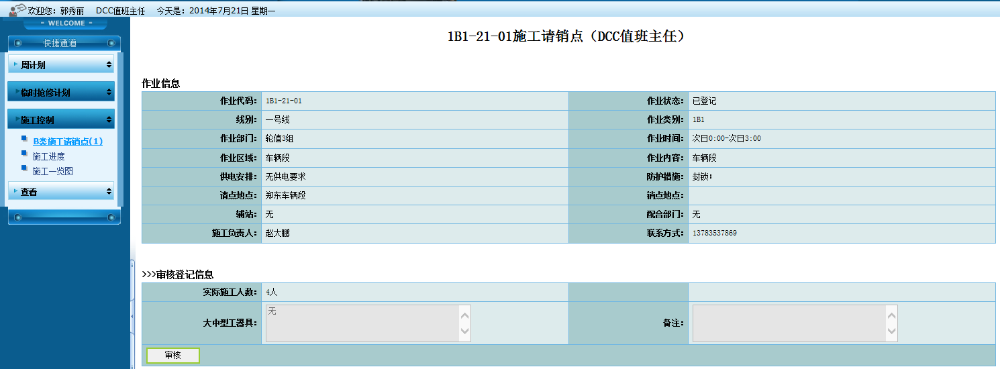 欢迎您：郭秀丽 DCC值班主任 今天是：2014年7月21日 星期一
= WELCOME =
快捷通道
周计划
临时抢修计划
施工控制
B类施工请销点(1)
施工进度
施工一览图
查看
1B1-21-01施工请销点（DCC值班主任）
作业信息
作业代码： 1B1-21-01 作业状态： 已登记
线别： 一号线 作业类别： 1B1
作业部门： 轮值3组 作业时间： 次日0:00-次日3:00
作业区域： 车辆段 作业内容： 车辆段
供电安排： 无供电要求 防护措施： 封锁；
请点地点： 郑东车辆段 销点地点：
辅站： 无 配合部门： 无
施工负责人： 赵大鹏 联系方式： 13783537869
>>>审核登记信息
实际施工人数： 4人
大中型工器具： 无 备注：
审核